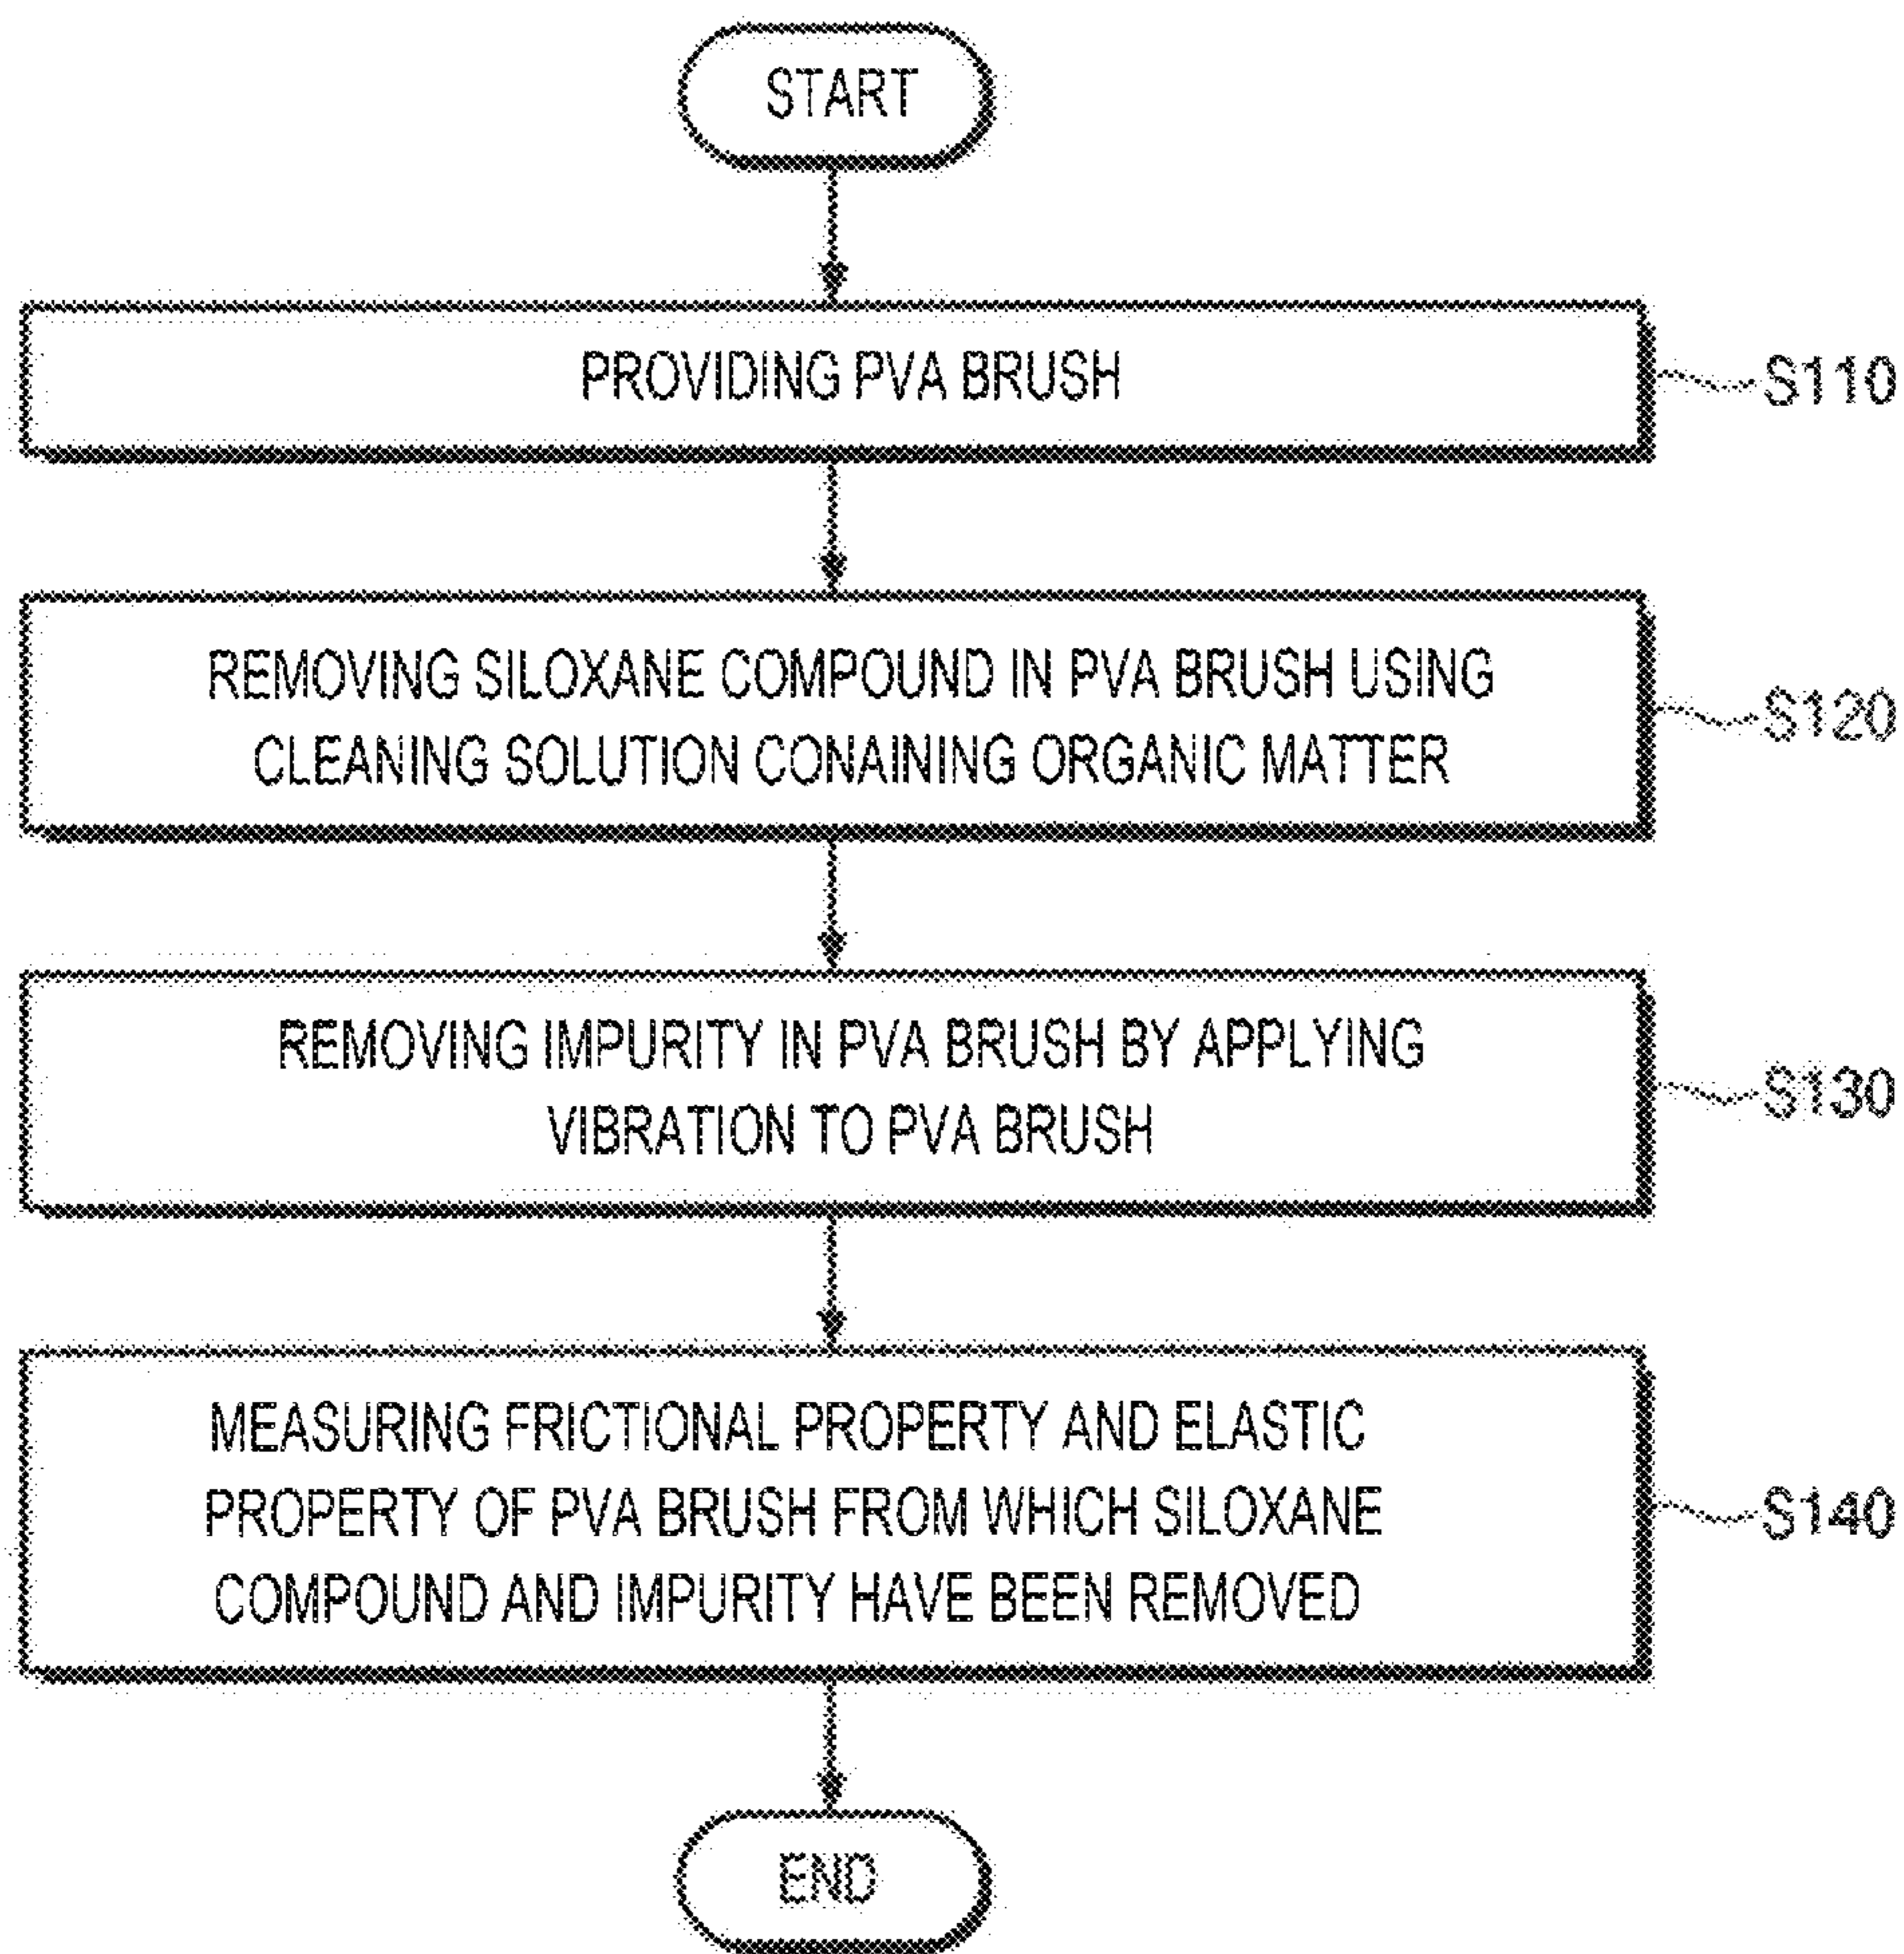 START
PROVIDING PVA BRUSH
S110
REMOVING SILOXANE COMPOUND IN PVA BRUSH USING
CLEANING SOLUTION CONAINING ORGANIC MATTER
S120
REMOVING IMPURITY IN PVA BRUSH BY APPLYING
VIBRATION TO PVA BRUSH
S130
MEASURING FRICTIONAL PROPERTY AND ELASTIC
PROPERTY OF PVA BRUSH FROM WHICH SILOXANE
COMPOUND AND IMPURITY HAVE BEEN REMOVED
S140
END